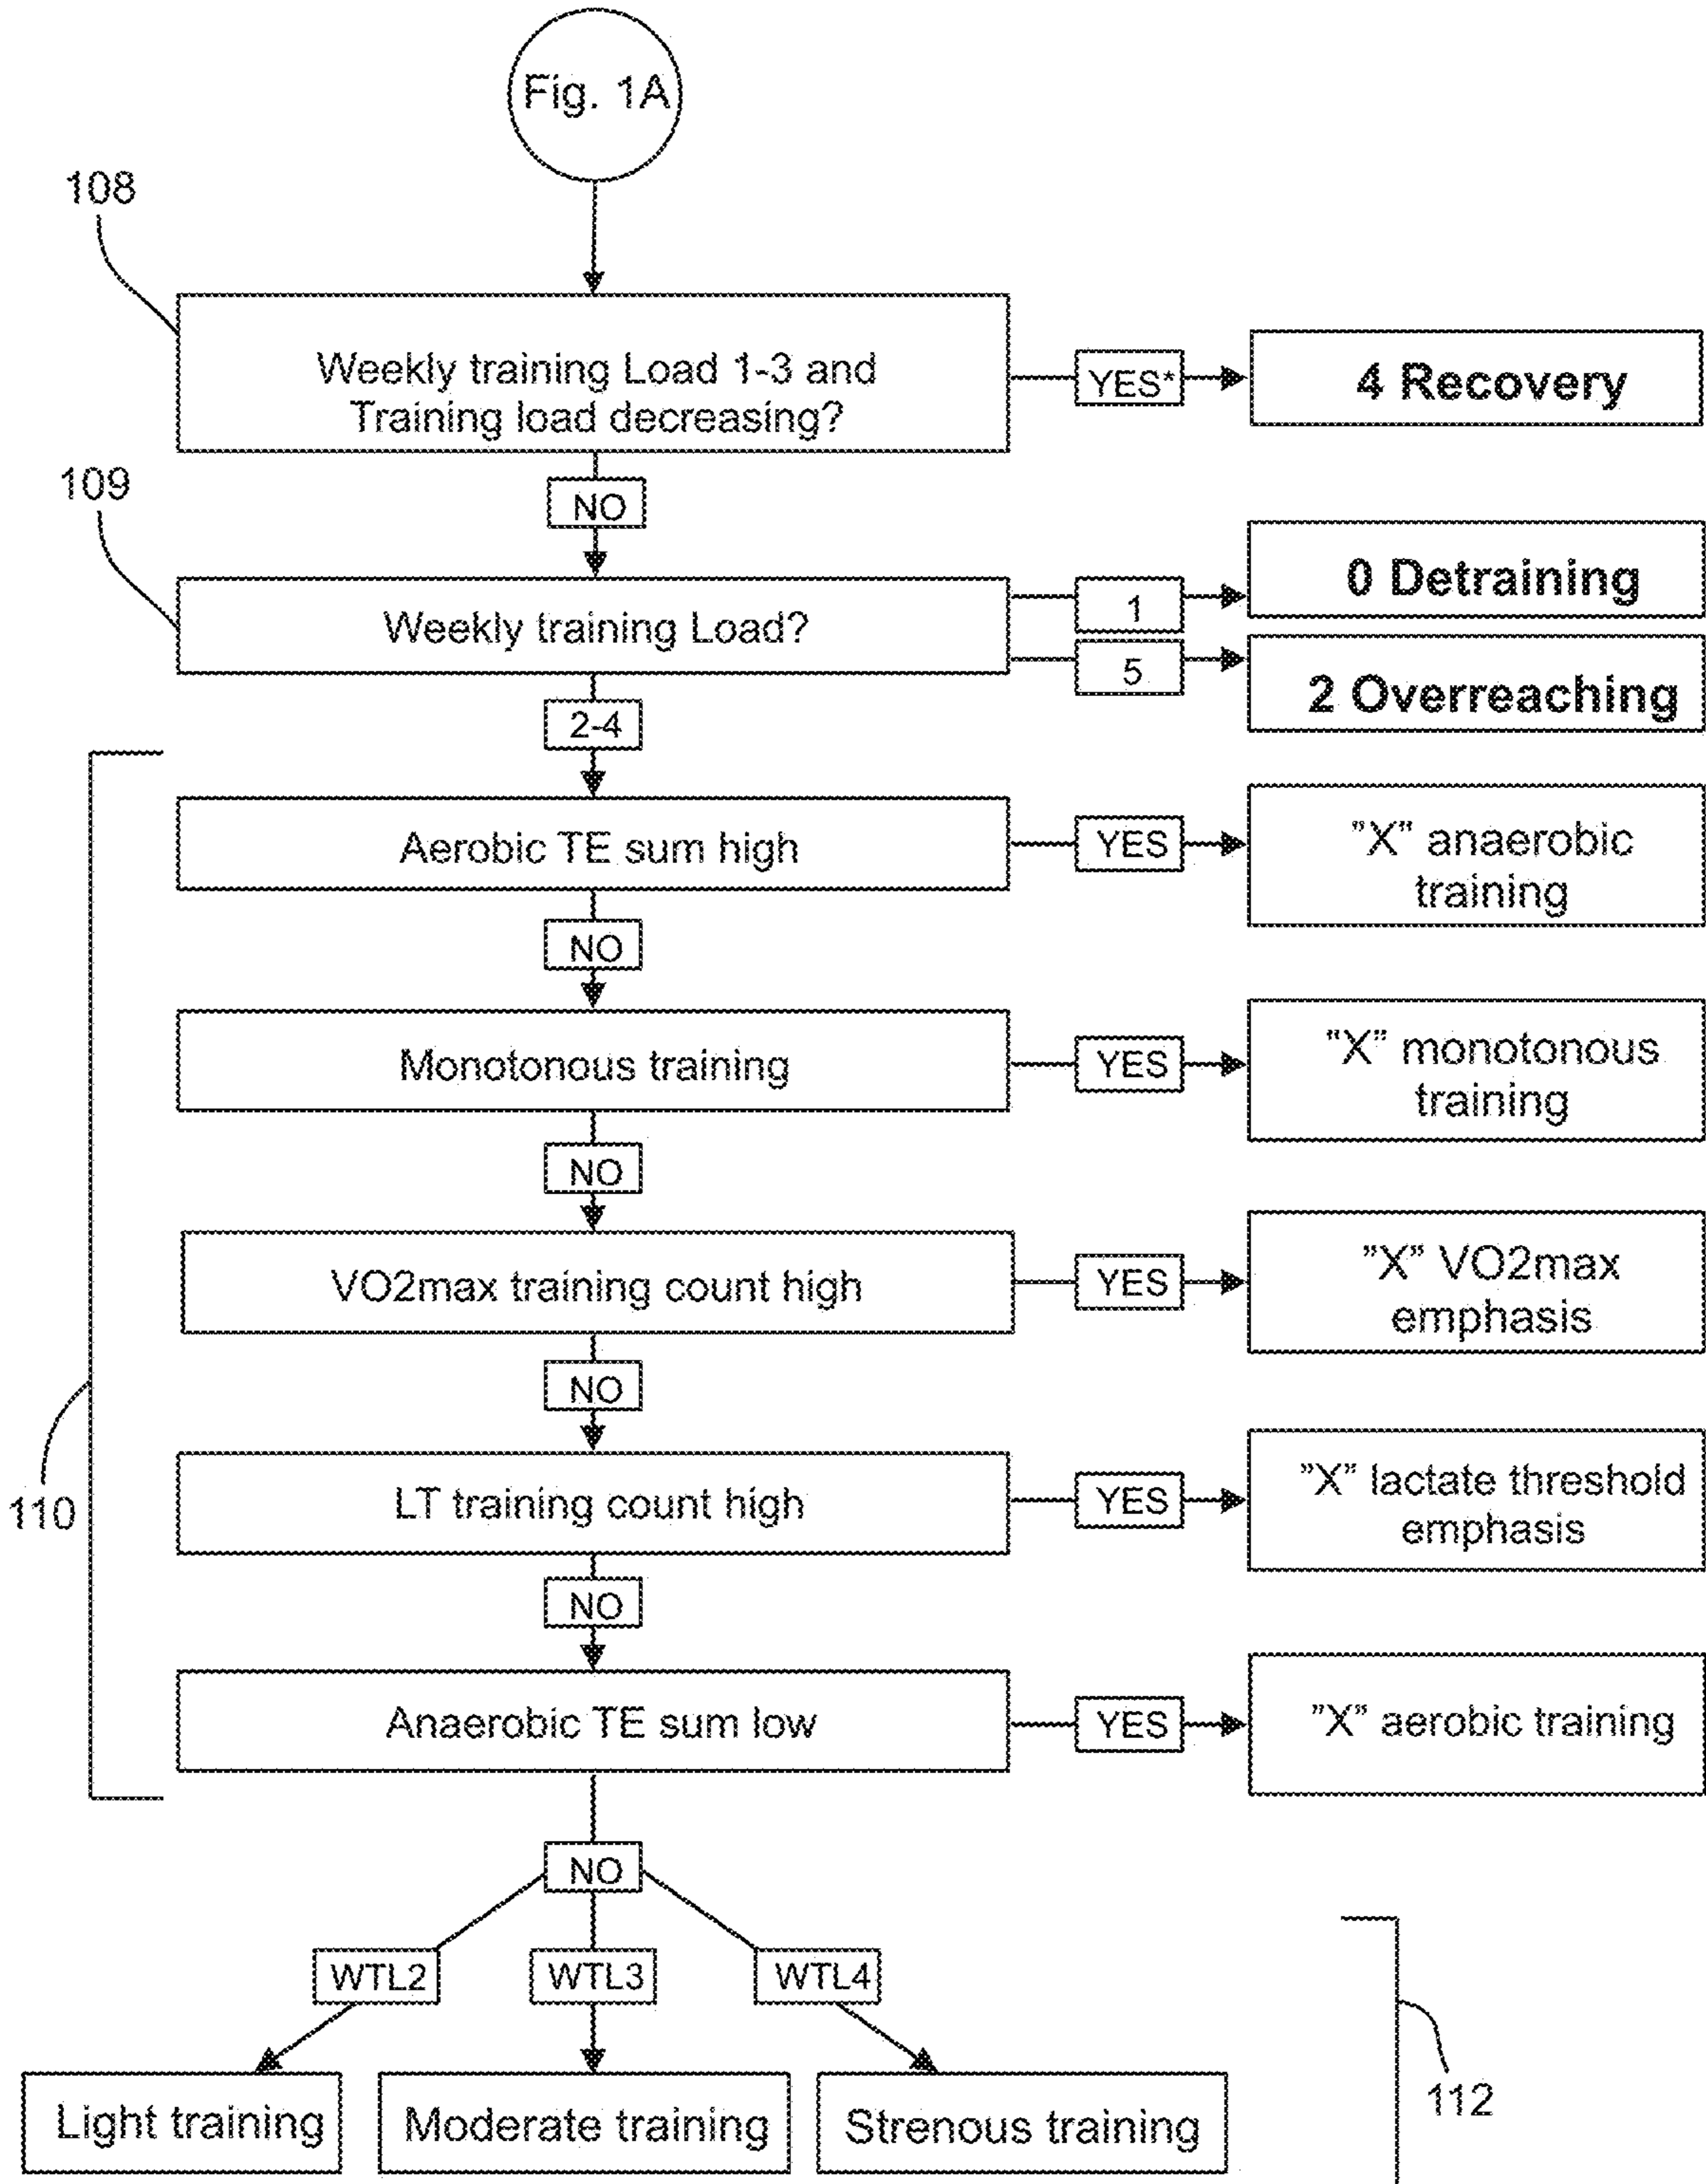 Fig. 1A
108
Weekly training Load 1-3 and
Training load decreasing?
YES*
4 Recovery
NO
109
Weekly training Load?
1
0 Detraining
5
2 Overreaching
2-4
110
Aerobic TE sum high
YES
"X" anaerobic
training
NO
Monotonous training
YES
"X" monotonous
training
NO
VO2max training count high
YES
"X" VO2max
emphasis
NO
LT training count high
YES
"X" lactate threshold
emphasis
NO
Anaerobic TE sum low
YES
"X" aerobic training
NO
WTL2
WTL3
WTL4
Light training
Moderate training
Strenous training
112